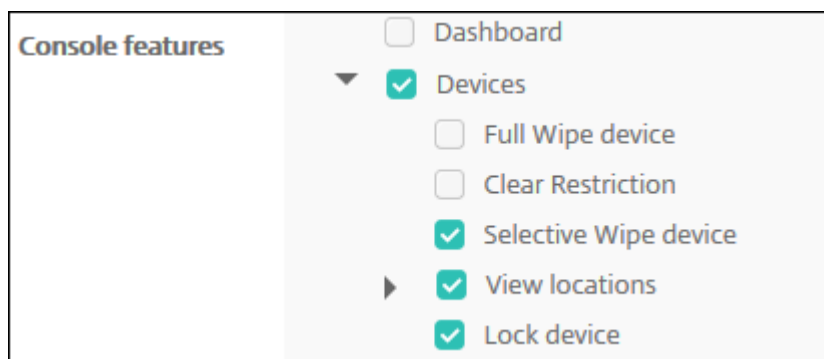 Console features
Dashboard
Devices
Full Wipe device
Clear Restriction
Selective Wipe device
View locations
Lock device